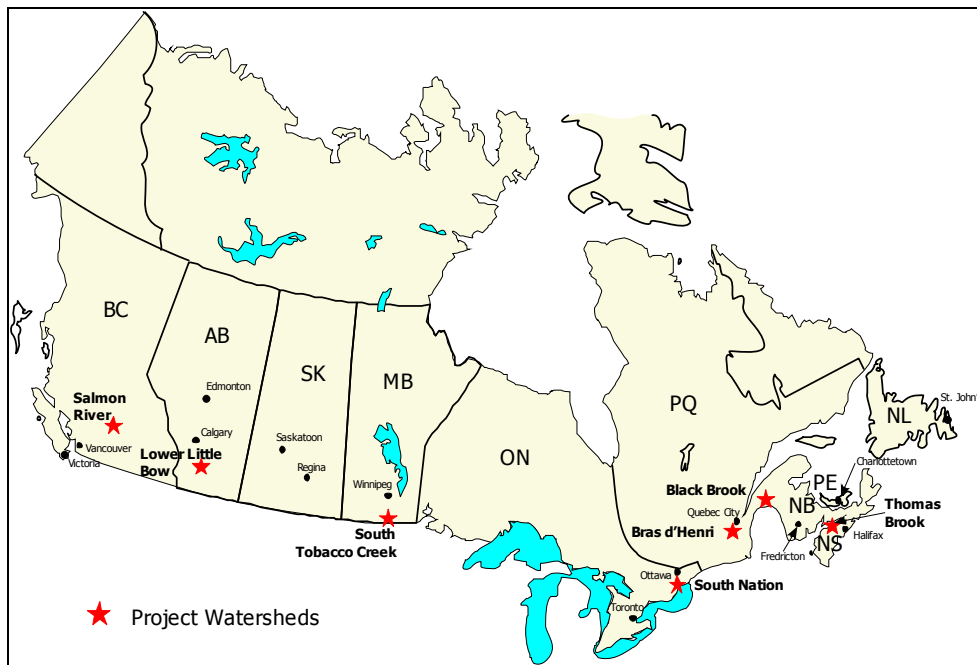 BC
AB
SK
MB
ON
PQ
NL
St. John'
Edmonton
Salmon
River
Calgary
Vancouver
Victoria
Lower Little
Bow
Saskatoon
Regina
Winnipeg
South
Tobacco Creek
Black Brook
Quebec City
Bras d'Henri
PE
Charlottetown
NB
Thomas
Brook
Fredricton
Halifax
NS
Ottawa
South Nation
Toronto
Project Watersheds